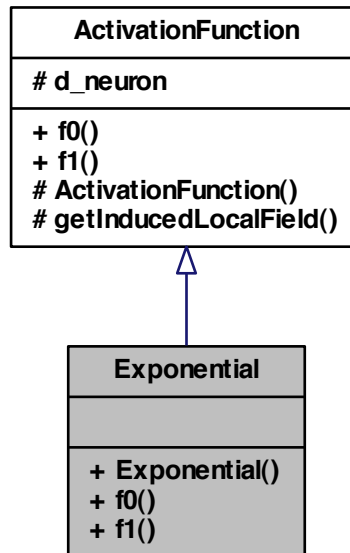 ActivationFunction
# d_neuron
+ f0()
+ f1()
# ActivationFunction()
# getInducedLocalField()
Exponential
+ Exponential()
+ f0()
+ f1()